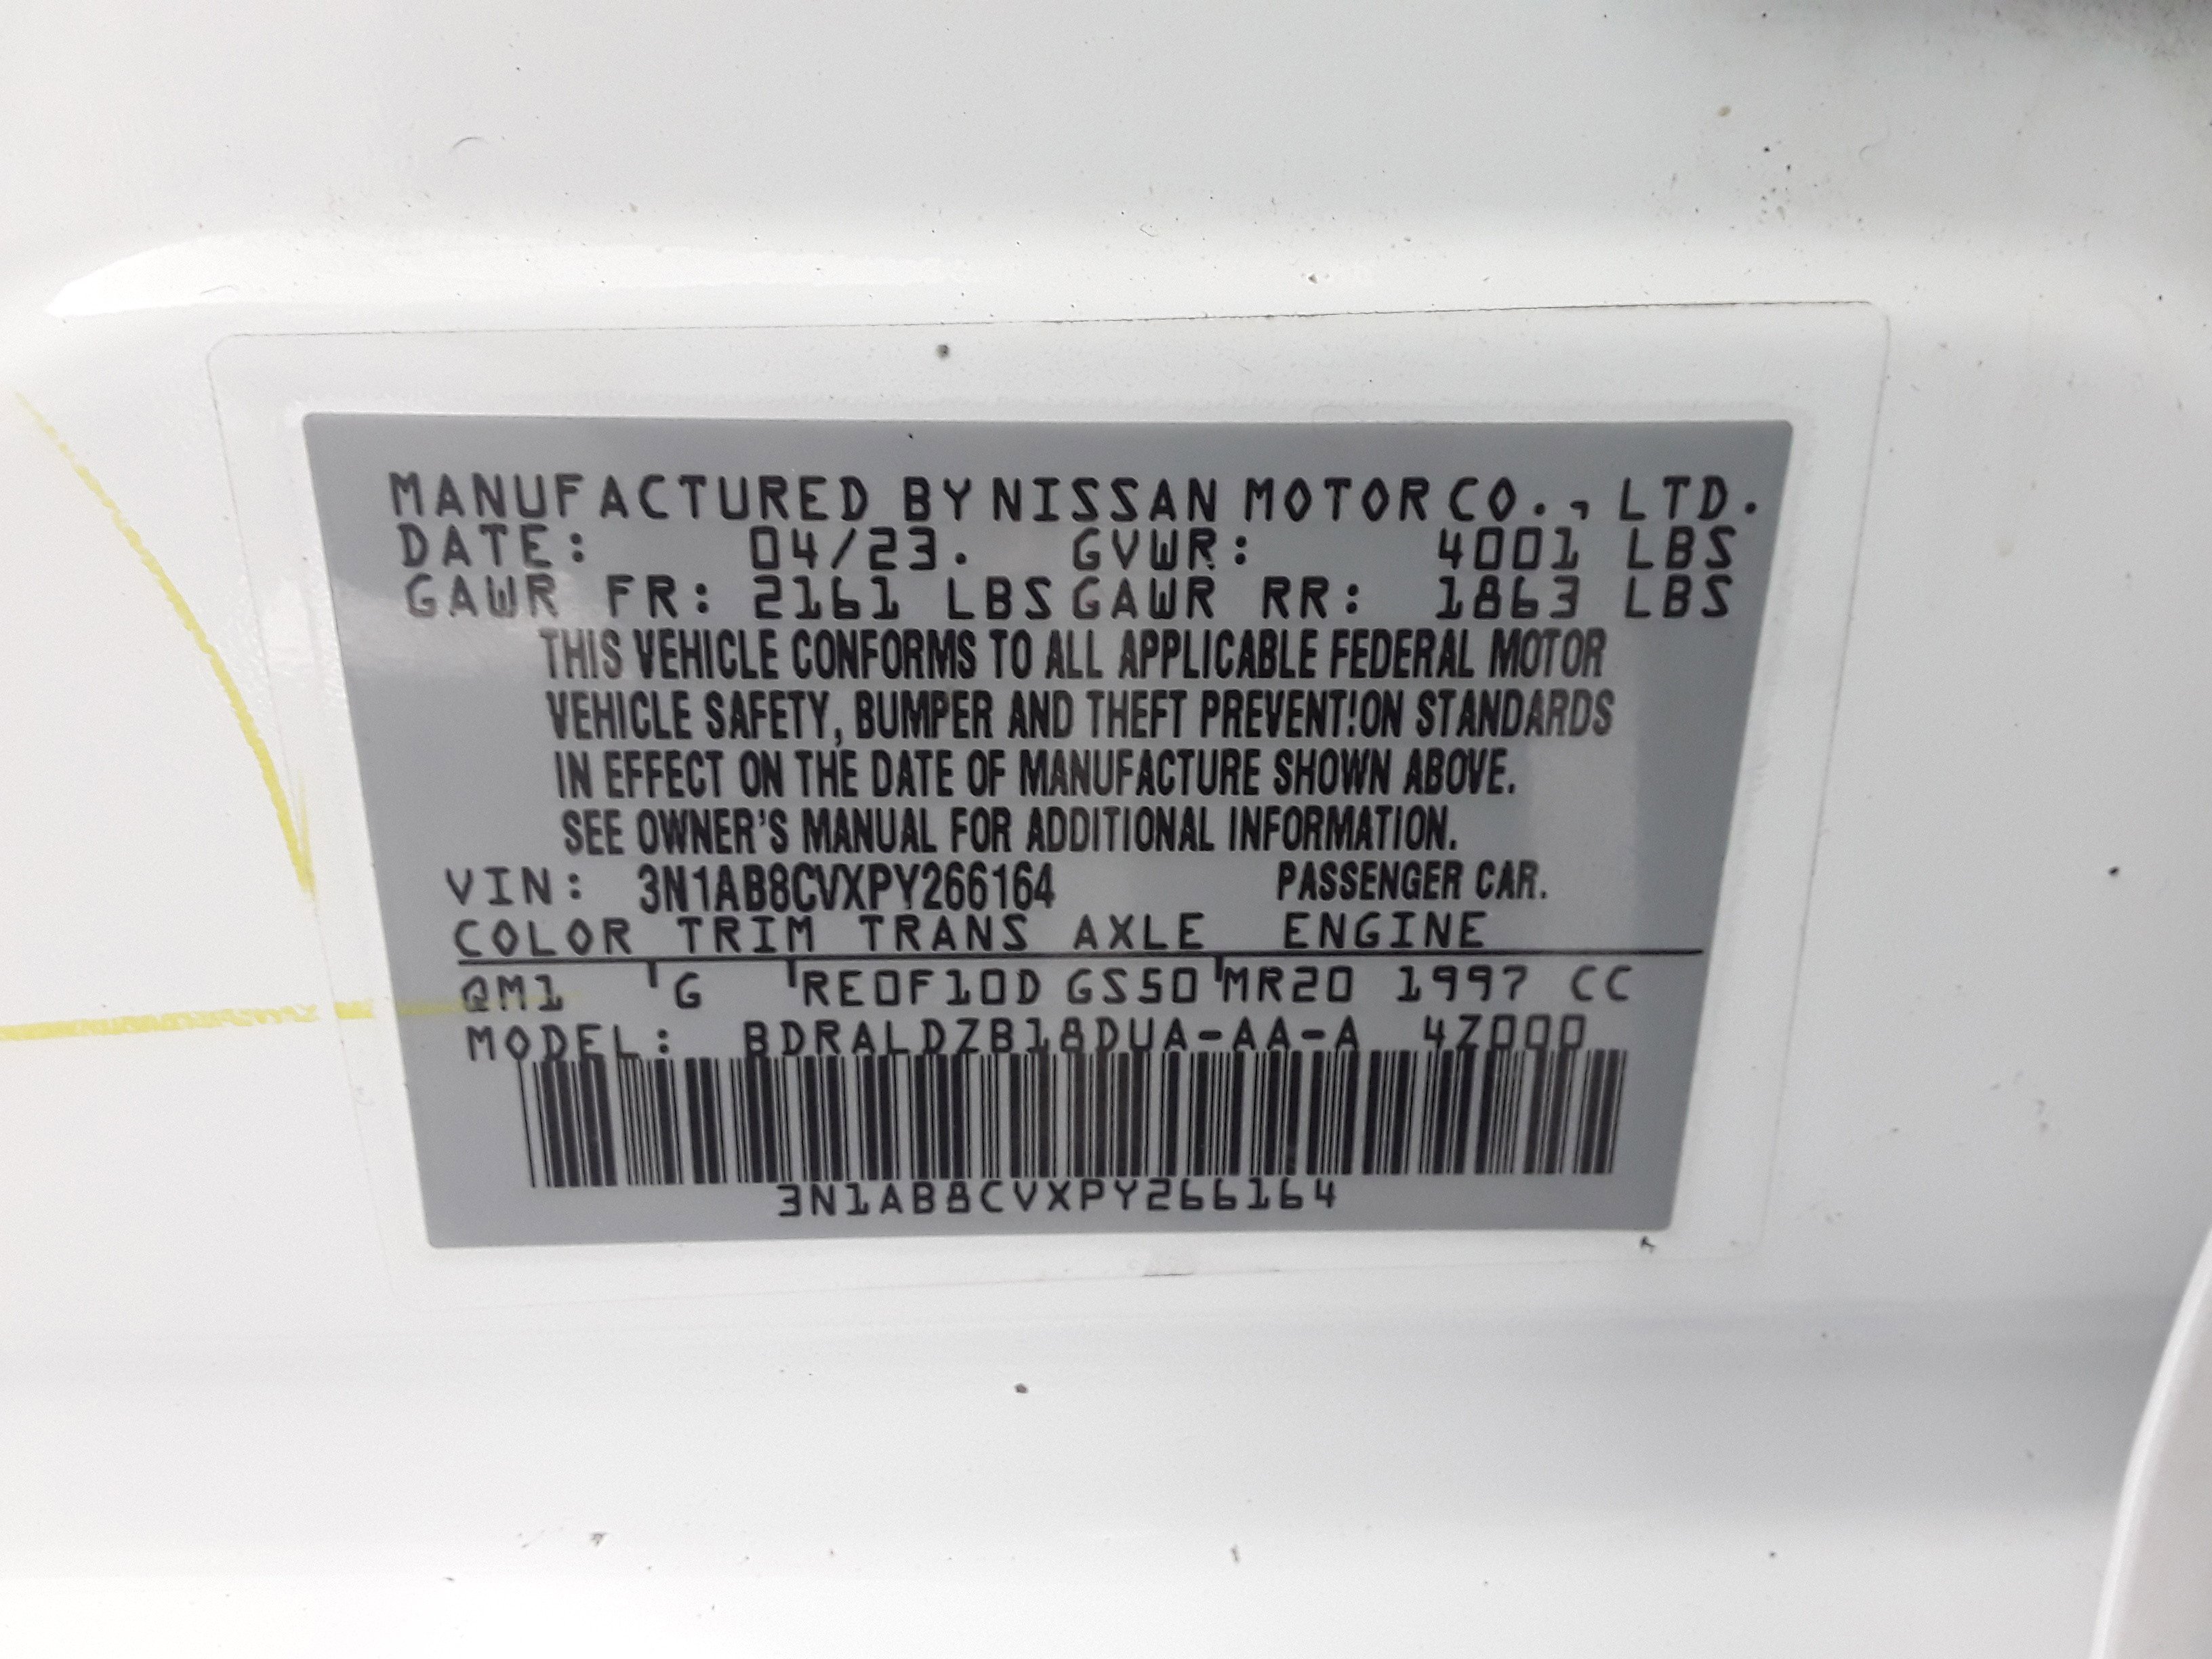 MANUFACTURED BY NISSAN MOTOR CO., LTD.
DATE: 04/23. GVWR: 4001 LBS
GAWR FR: 2161 LBS GAWR RR: 1863 LBS
THIS VEHICLE CONFORMS TO ALL APPLICABLE FEDERAL MOTOR
VEHICLE SAFETY, BUMPER AND THEFT PREVENTION STANDARDS
IN EFFECT ON THE DATE OF MANUFACTURE SHOWN ABOVE.
SEE OWNER'S MANUAL FOR ADDITIONAL INFORMATION.
VIN: 3N1AB8CVXPY266164 PASSENGER CAR.
COLOR TRIM TRANS AXLE ENGINE
QM1 G RE0F10D GS50 MR20 1997 CC
MODEL: BDRALDZB18DUA-AA-A 4Z000
3N1AB8CVXPY266164